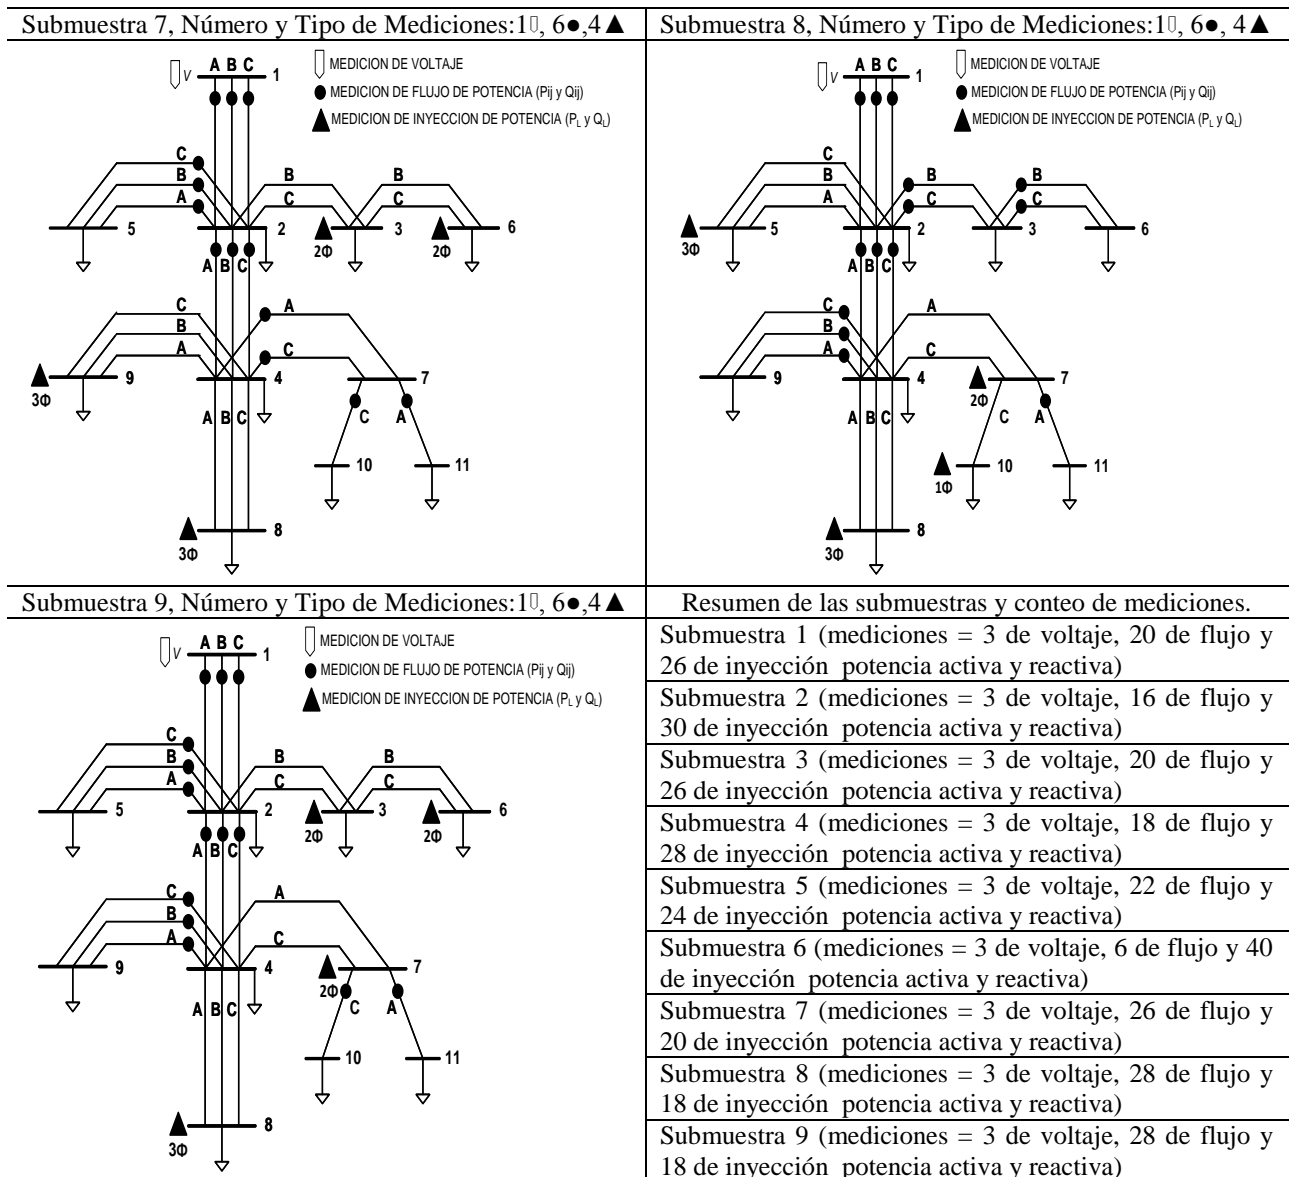 Submuestra 7, Número y Tipo de Mediciones:1▯, 6●,4▲
V
A B C
1
MEDICION DE VOLTAJE
MEDICION DE FLUJO DE POTENCIA (Pij y Qij)
MEDICION DE INYECCION DE POTENCIA (PL y QL)
C
B
A
B
C
B
C
5
2
2Φ
3
2Φ
6
A B C
C
B
A
A
C
3Φ
9
4
7
A B C
C
A
10
11
3Φ
8
Submuestra 8, Número y Tipo de Mediciones:1▯, 6●, 4▲
V
A B C
1
MEDICION DE VOLTAJE
MEDICION DE FLUJO DE POTENCIA (Pij y Qij)
MEDICION DE INYECCION DE POTENCIA (PL y QL)
C
B
A
B
C
B
C
3Φ
5
2
3
6
A B C
C
B
A
A
C
9
4
2Φ
7
A B C
C
A
1Φ
10
11
3Φ
8
Submuestra 9, Número y Tipo de Mediciones:1▯, 6●,4▲
V
A B C
1
MEDICION DE VOLTAJE
MEDICION DE FLUJO DE POTENCIA (Pij y Qij)
MEDICION DE INYECCION DE POTENCIA (PL y QL)
C
B
A
B
C
B
C
5
2
2Φ
3
2Φ
6
A B C
C
B
A
A
C
9
4
2Φ
7
A B C
C
A
10
11
3Φ
8
Resumen de las submuestras y conteo de mediciones.
Submuestra 1 (mediciones = 3 de voltaje, 20 de flujo y
26 de inyección potencia activa y reactiva)
Submuestra 2 (mediciones = 3 de voltaje, 16 de flujo y
30 de inyección potencia activa y reactiva)
Submuestra 3 (mediciones = 3 de voltaje, 20 de flujo y
26 de inyección potencia activa y reactiva)
Submuestra 4 (mediciones = 3 de voltaje, 18 de flujo y
28 de inyección potencia activa y reactiva)
Submuestra 5 (mediciones = 3 de voltaje, 22 de flujo y
24 de inyección potencia activa y reactiva)
Submuestra 6 (mediciones = 3 de voltaje, 6 de flujo y 40
de inyección potencia activa y reactiva)
Submuestra 7 (mediciones = 3 de voltaje, 26 de flujo y
20 de inyección potencia activa y reactiva)
Submuestra 8 (mediciones = 3 de voltaje, 28 de flujo y
18 de inyección potencia activa y reactiva)
Submuestra 9 (mediciones = 3 de voltaje, 28 de flujo y
18 de inyección potencia activa y reactiva)